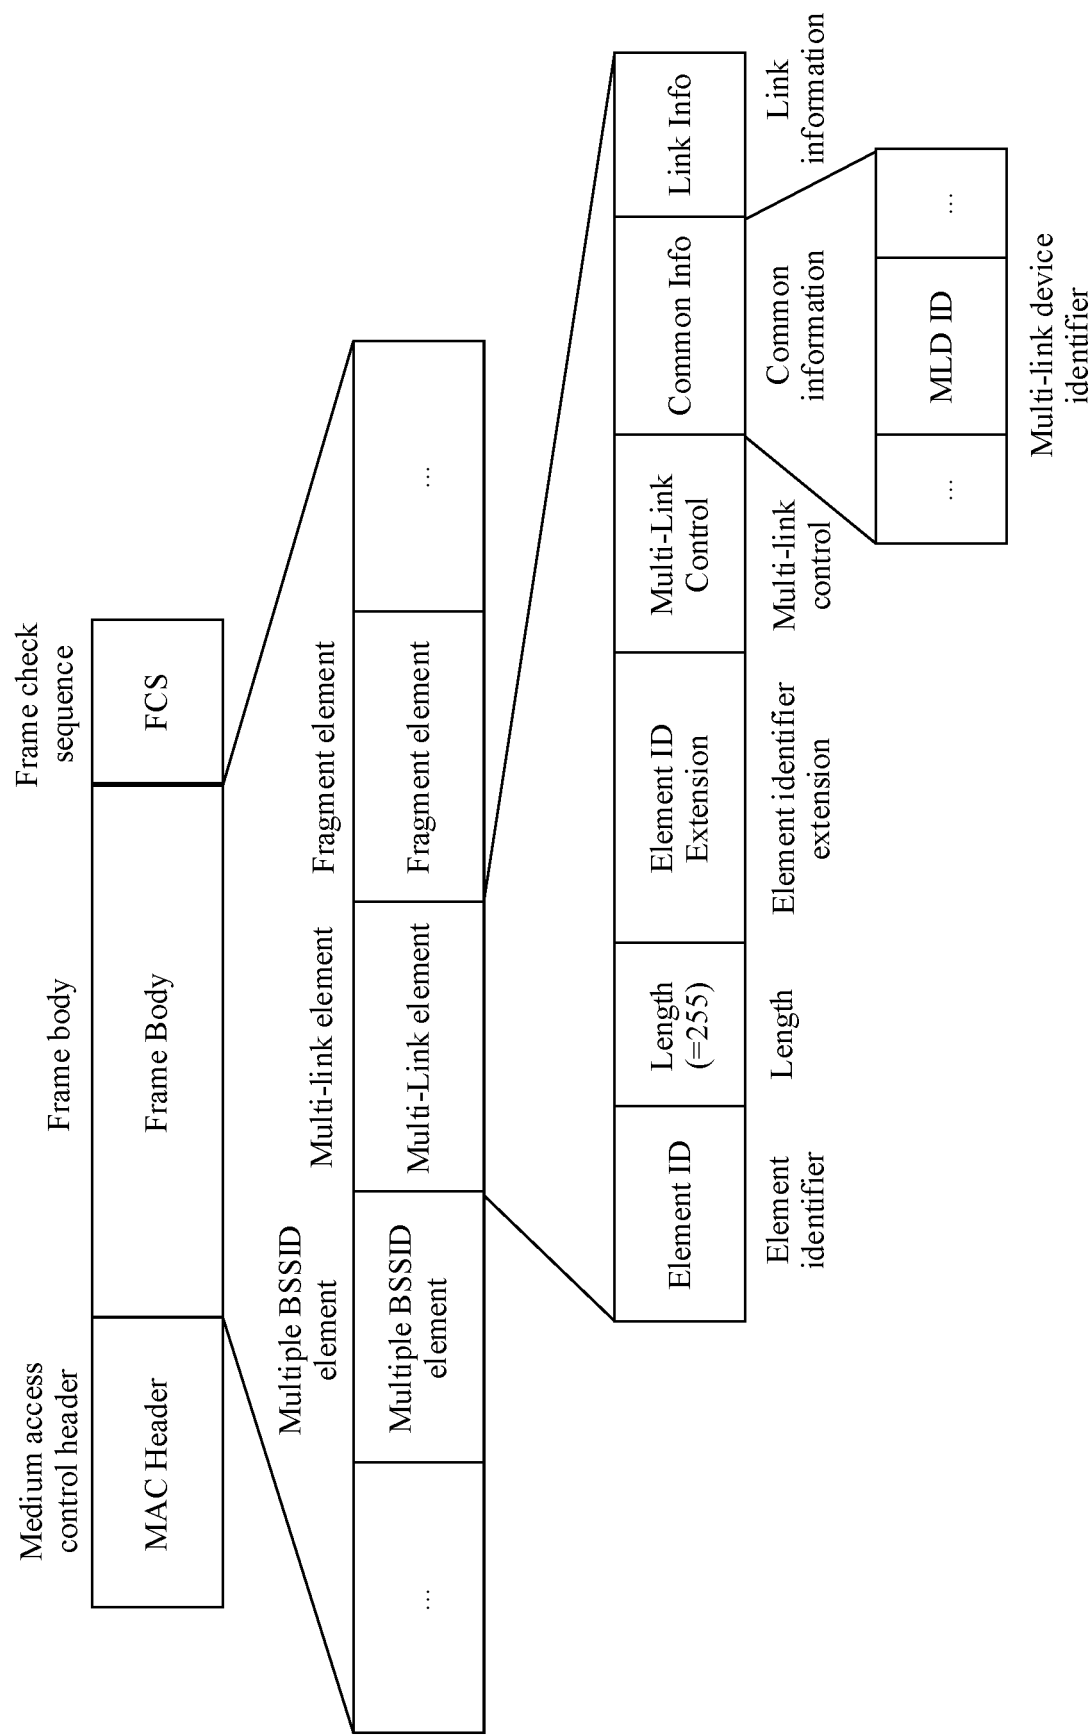 Medium access
control header
Frame body
Frame check
sequence
MAC Header
Frame Body
FCS
Multiple BSSID
element
Multi-link element
Fragment element
...
Multiple BSSID
element
Multi-Link element
Fragment element
...
Element ID
Length
(=255)
Element ID
Extension
Multi-Link
Control
Common Info
Link Info
Element
identifier
Length
Element identifier
extension
Multi-link
control
Common
information
Link
information
...
MLD ID
...
Multi-link device
identifier